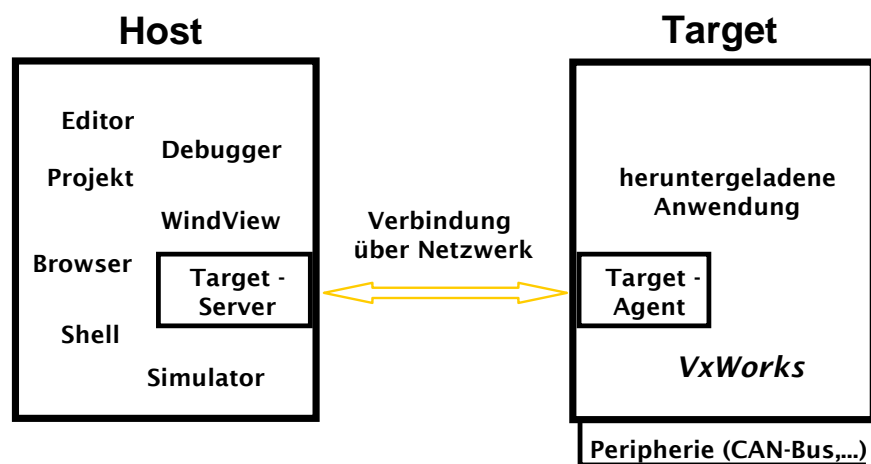 Host
Target
Editor
Debugger
Projekt
WindView
Browser
Target -
Server
Shell
Simulator
Verbindung
über Netzwerk
heruntergeladene
Anwendung
Target -
Agent
VxWorks
Peripherie (CAN-Bus,...)